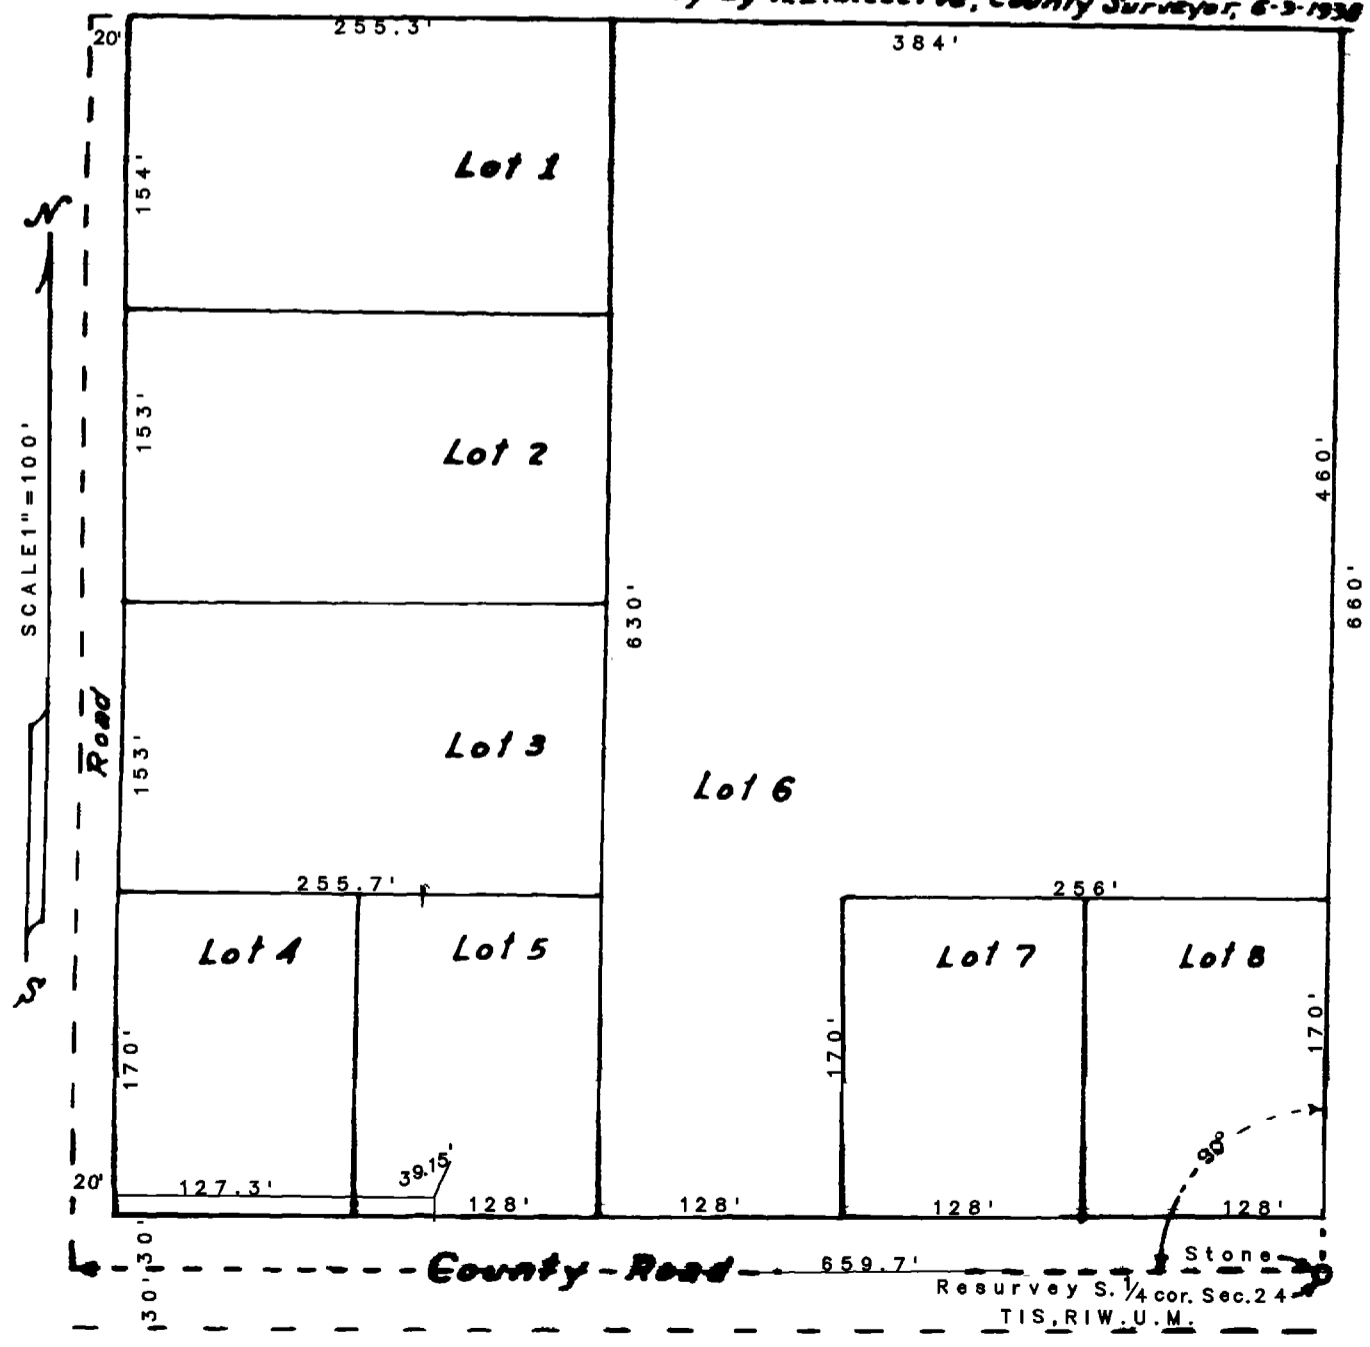 County Surveyor, 6-3-1938
20'
255.3'
384'
Lot 1
154'
N
SCALE1"=100'
153'
Lot 2
460'
630'
660'
Road
153'
Lot 3
Lot 6
255.7'
256'
Lot 4
Lot 5
Lot 7
Lot 8
S
170'
170'
170'
90°
20'
127.3'
39.15'
128'
128'
128'
128'
30'
30'
County Road
659.7'
Stone
Resurvey S. 1/4 cor. Sec.24
T1S,R1W.U.M.